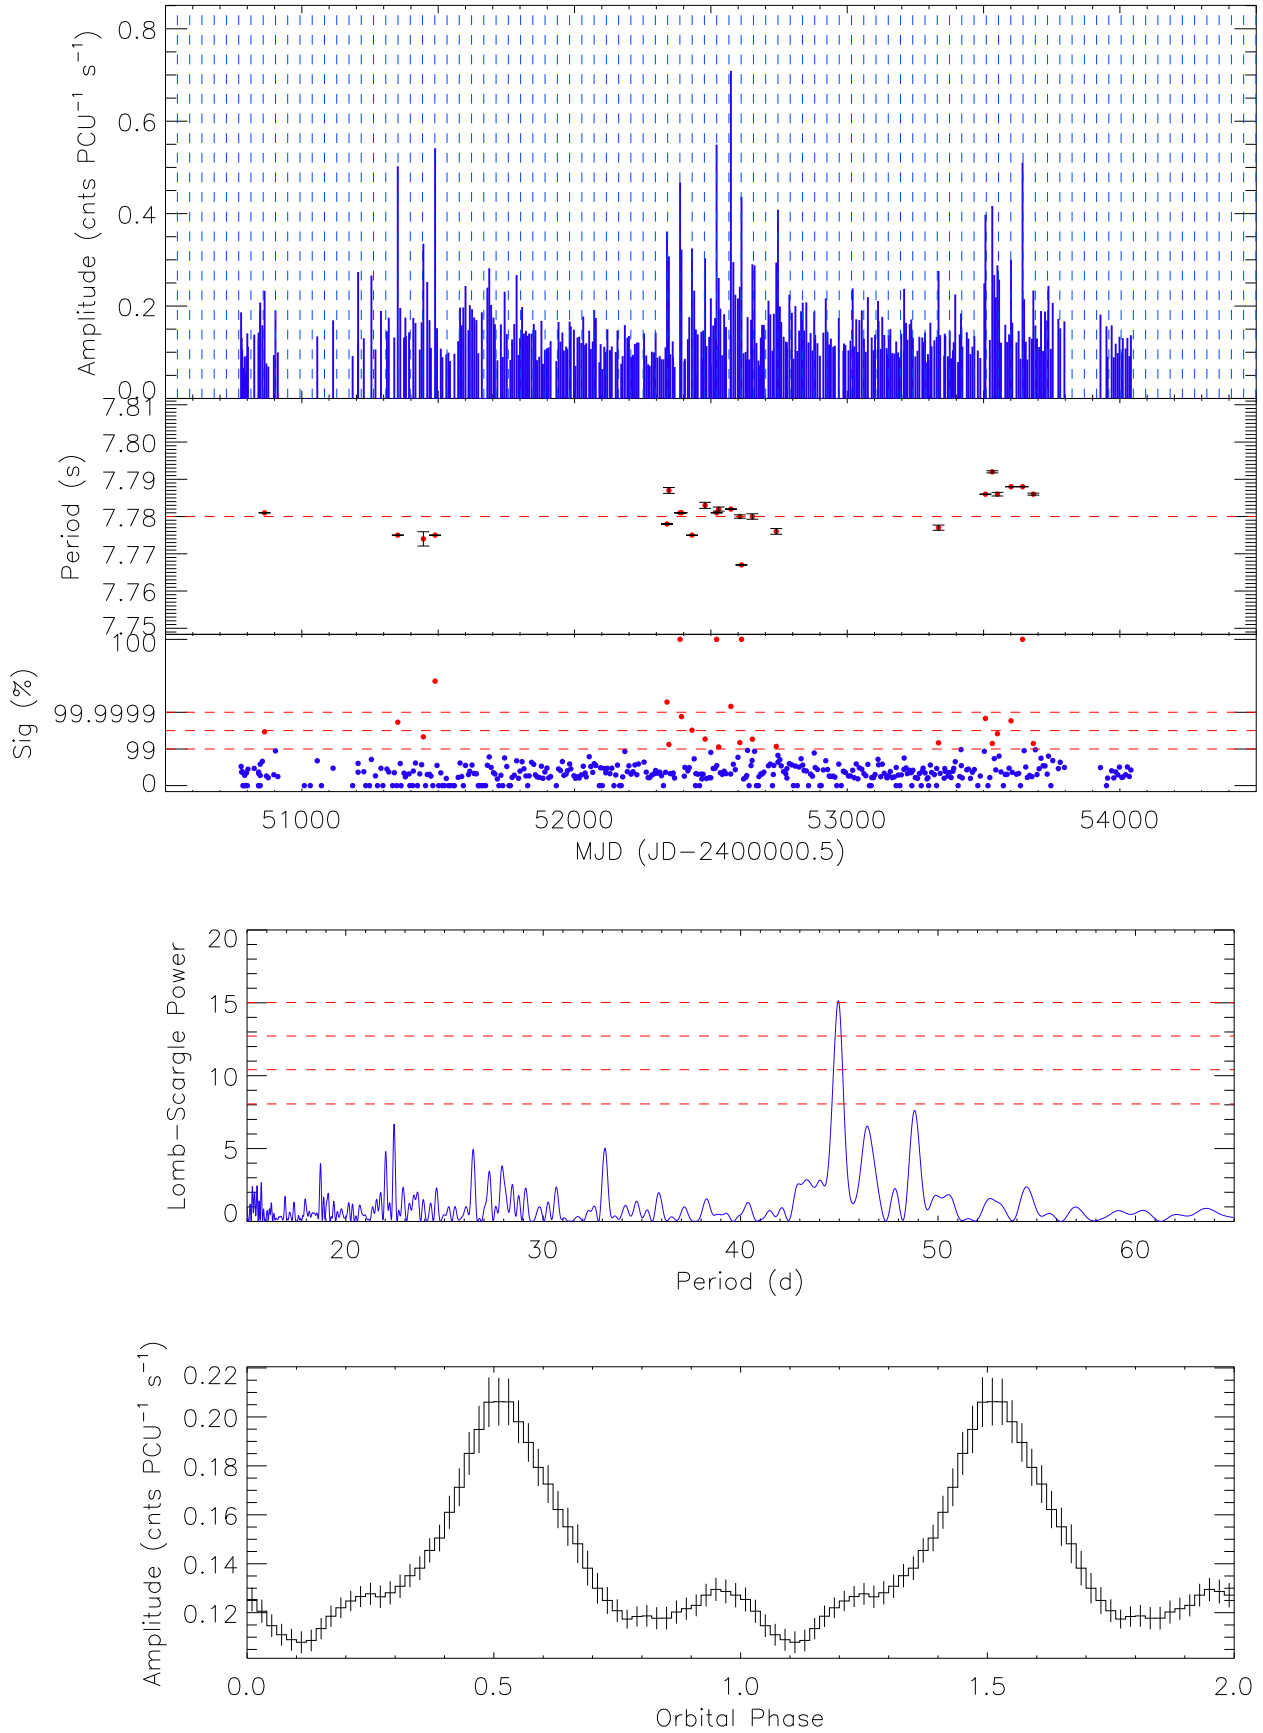 Amplitude (cnts PCU⁻¹ s⁻¹)
0.8
0.6
0.4
0.2
0.0
Period (s)
7.81
7.80
7.79
7.78
7.77
7.76
7.75
Sig (%)
100
99.9999
99
0
51000 52000 53000 54000
MJD (JD−2400000.5)
Lomb−Scargle Power
20
15
10
5
0
20 30 40 50 60
Period (d)
Amplitude (cnts PCU⁻¹ s⁻¹)
0.22
0.20
0.18
0.16
0.14
0.12
0.0 0.5 1.0 1.5 2.0
Orbital Phase